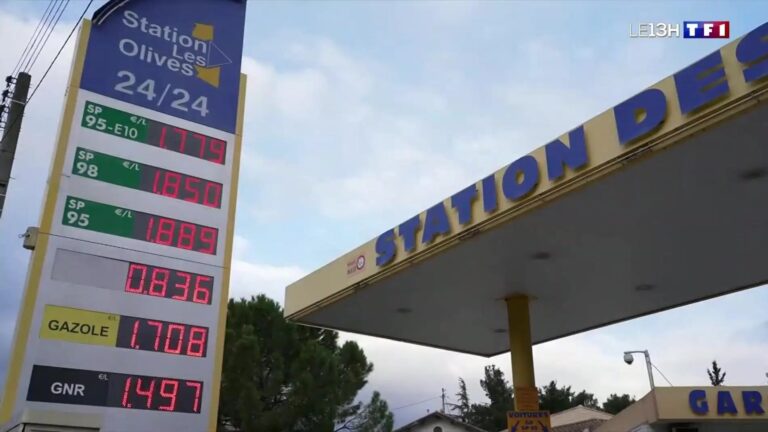 LE13H TF1
Station
Les
Olives
24/24
SP €/L
95-E10 1.779
SP €/L
98 1.850
SP €/L
95 1.889
0.836
GAZOLE €/L 1.708
GNR €/L 1.497
STATION DES
GAR
VOITURES